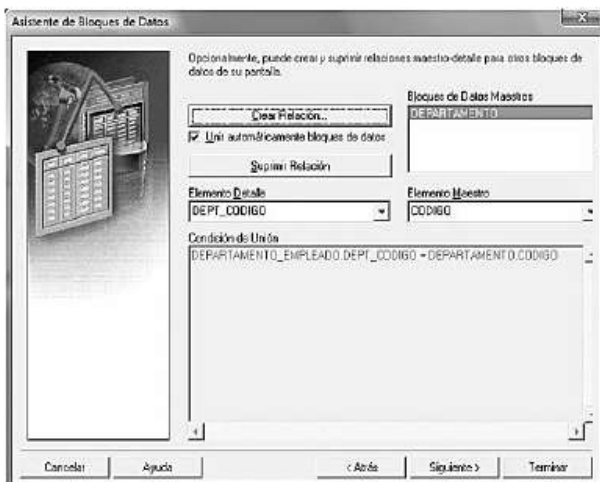 Asistente de Bloques de Datos
Opcionalmente, puede crear y suprimir relaciones maestro-detalle para otros bloques de
datos de su pantalla.
Crear Relación...
Unir automáticamente bloques de datos
Suprimir Relación
Bloques de Datos Maestros
DEPARTAMENTO
Elemento Detalle
DEPT_CODIGO
Elemento Maestro
CODIGO
Condición de Unión
DEPARTAMENTO_EMPLEADO.DEPT_CODIGO = DEPARTAMENTO.CODIGO
Cancelar
Ayuda
< Atrás
Siguiente >
Terminar